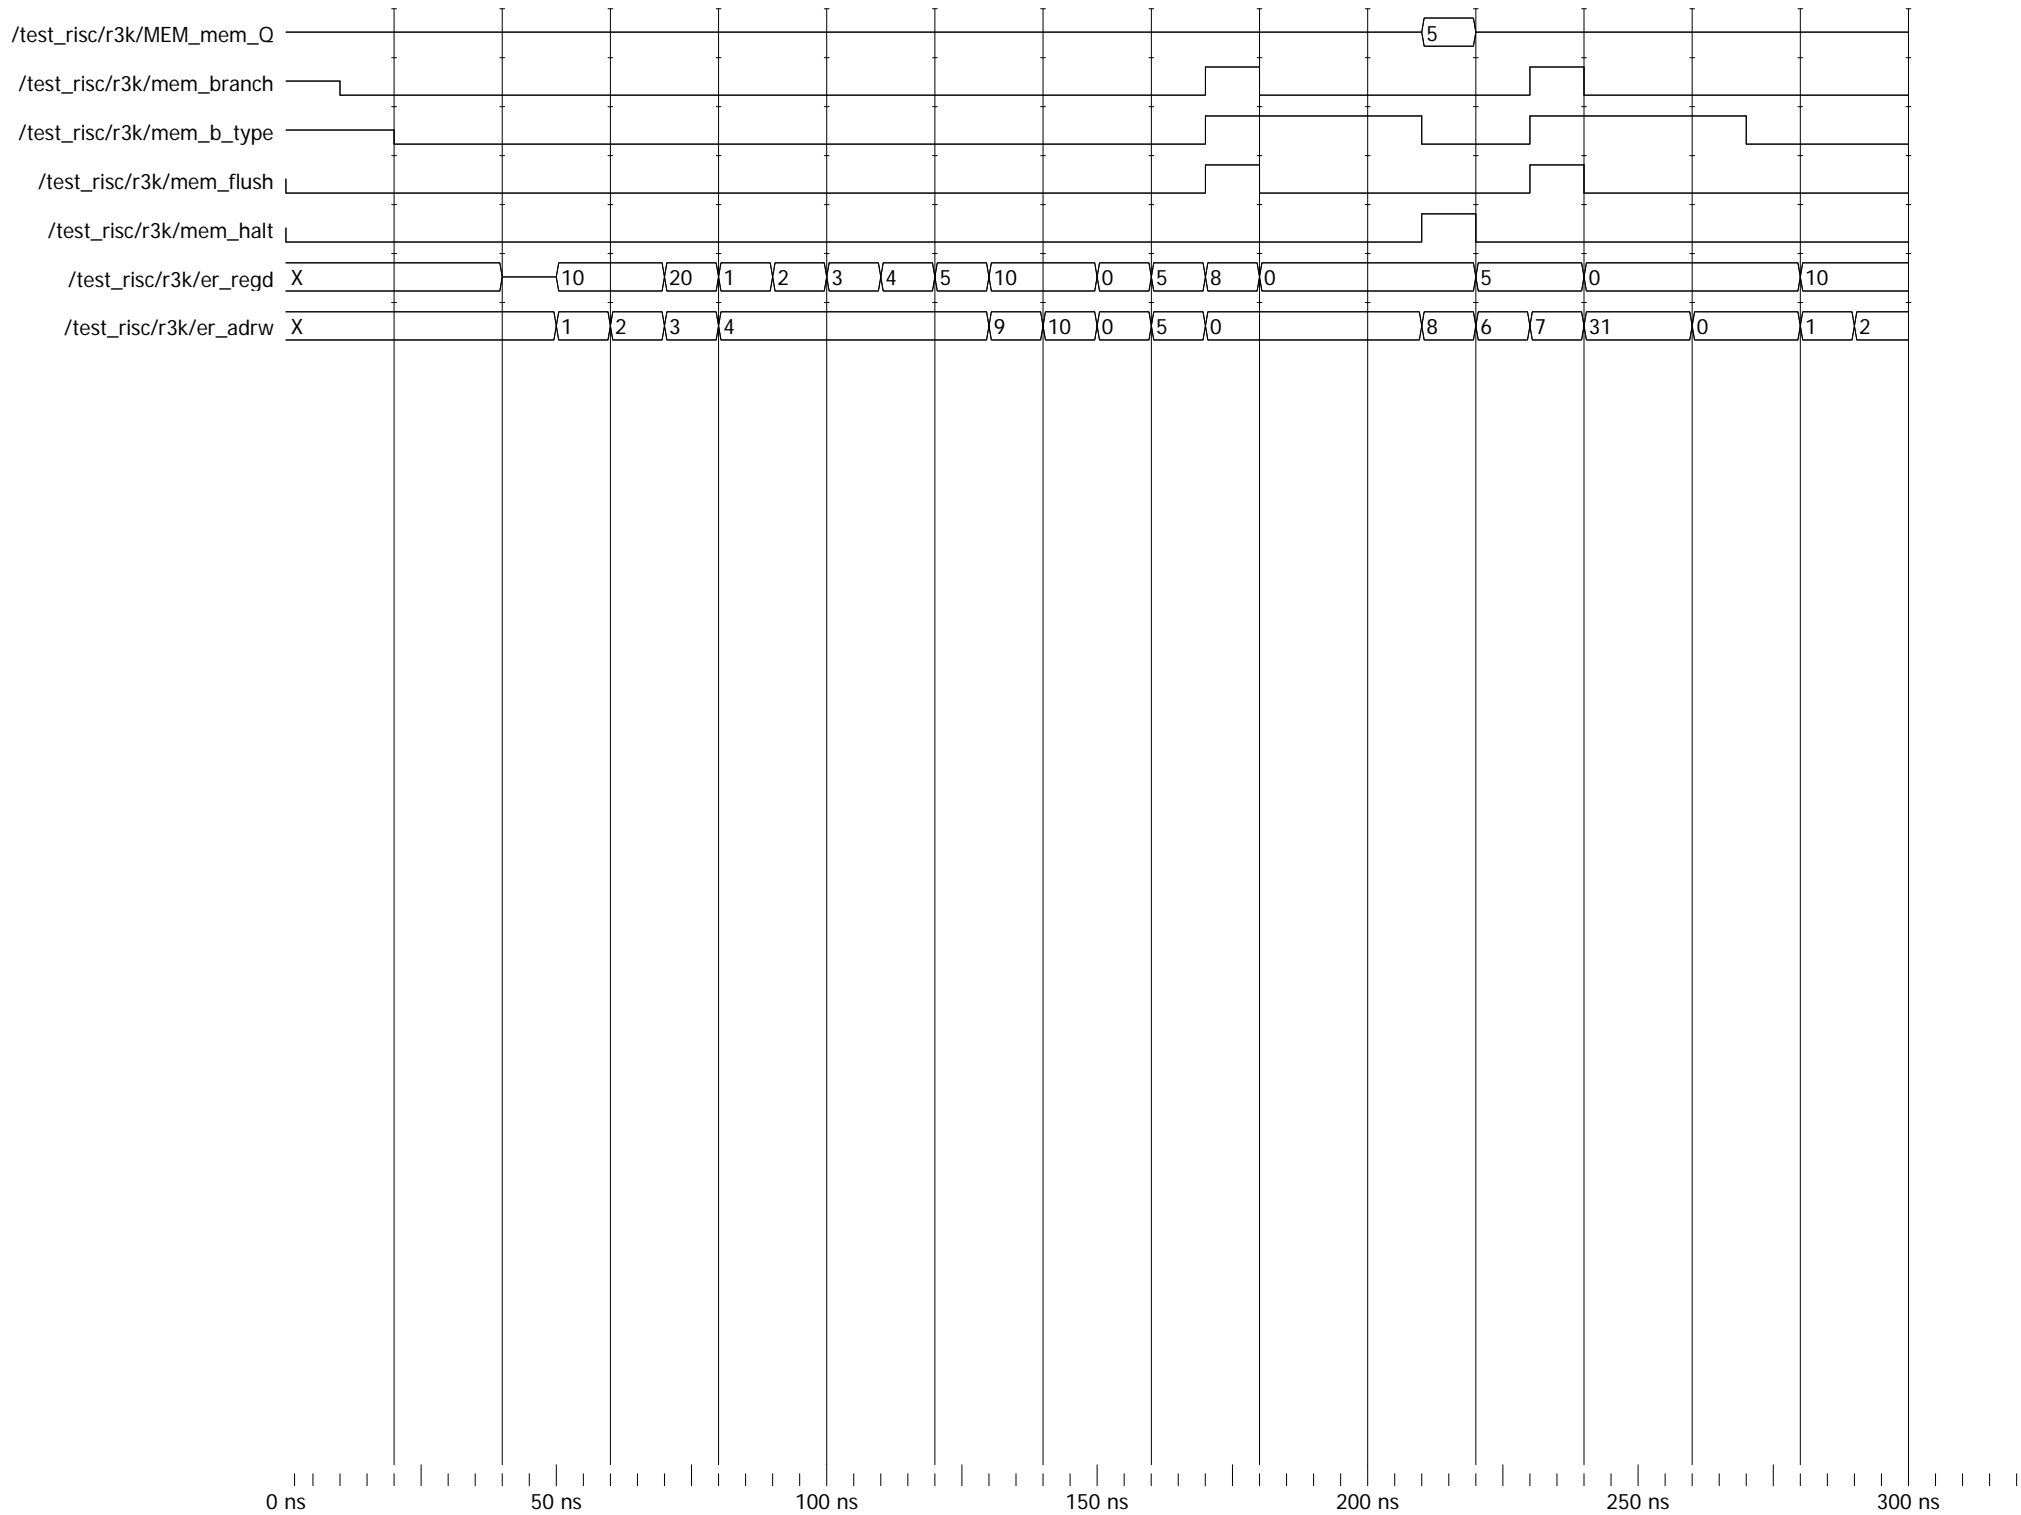 /test_risc/r3k/MEM_mem_Q 5
/test_risc/r3k/mem_branch
/test_risc/r3k/mem_b_type
/test_risc/r3k/mem_flush
/test_risc/r3k/mem_halt
/test_risc/r3k/er_regd X 10 20 1 2 3 4 5 10 0 5 8 0 5 0 10
/test_risc/r3k/er_adrw X 1 2 3 4 9 10 0 5 0 8 6 7 31 0 1 2
0 ns 50 ns 100 ns 150 ns 200 ns 250 ns 300 ns